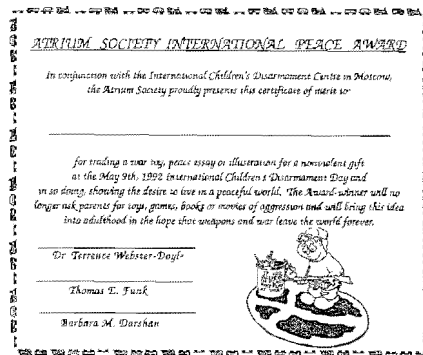 ATRIUM SOCIETY INTERNATIONAL PEACE AWARD
In conjunction with the International Children's Disarmament Centre in Moscow,
the Atrium Society proudly presents this certificate of merit to:
for trading a war toy, peace essay or illustration for a nonviolent gift
at the May 9th, 1992 International Children's Disarmament Day and
in so doing, showing the desire to live in a peaceful world. The Award-winner will no
longer ask parents for toys, games, books or movies of aggression and will bring this idea
into adulthood in the hope that weapons and war leave the world forever.
Dr Terrence Webster-Doyle
Thomas E. Funk
Barbara M. Darshan